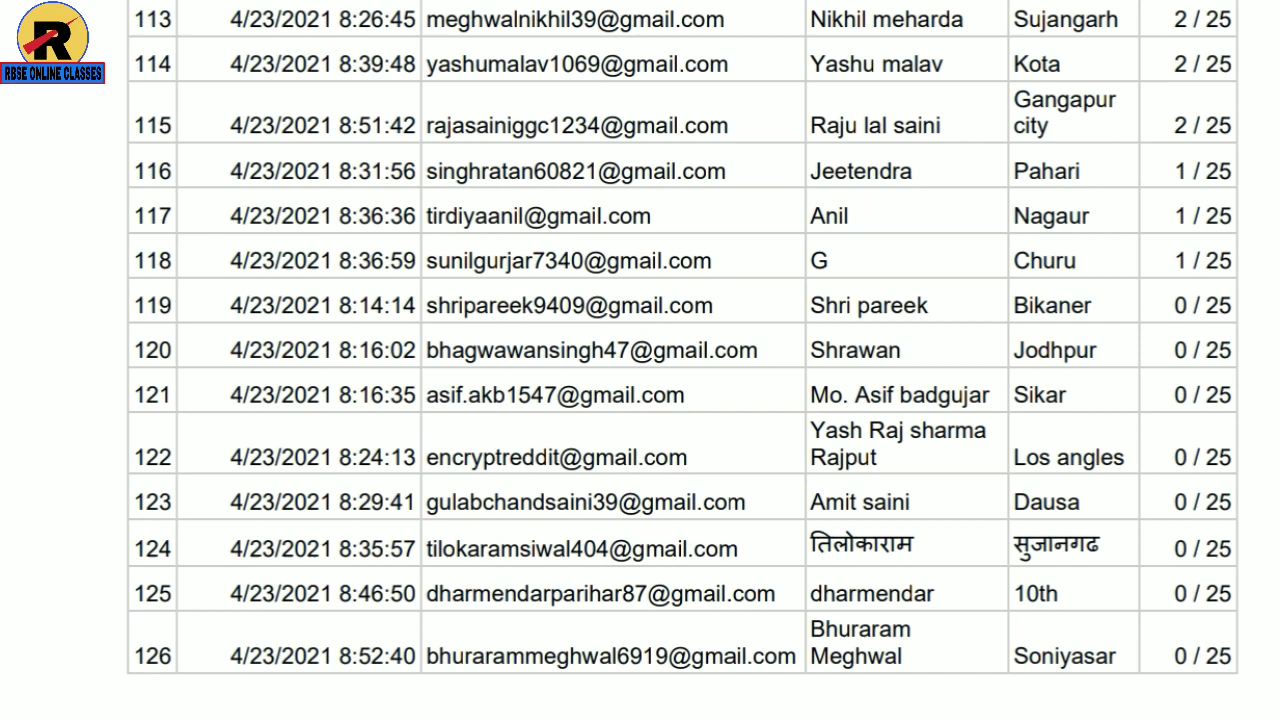 R
RBSE ONLINE CLASSES
113 4/23/2021 8:26:45 meghwalnikhil39@gmail.com Nikhil meharda Sujangarh 2 / 25
114 4/23/2021 8:39:48 yashumalav1069@gmail.com Yashu malav Kota 2 / 25
Gangapur
115 4/23/2021 8:51:42 rajasainiggc1234@gmail.com Raju lal saini city 2 / 25
116 4/23/2021 8:31:56 singhratan60821@gmail.com Jeetendra Pahari 1 / 25
117 4/23/2021 8:36:36 tirdiyaanil@gmail.com Anil Nagaur 1 / 25
118 4/23/2021 8:36:59 sunilgurjar7340@gmail.com G Churu 1 / 25
119 4/23/2021 8:14:14 shripareek9409@gmail.com Shri pareek Bikaner 0 / 25
120 4/23/2021 8:16:02 bhagwawansingh47@gmail.com Shrawan Jodhpur 0 / 25
121 4/23/2021 8:16:35 asif.akb1547@gmail.com Mo. Asif badgujar Sikar 0 / 25
Yash Raj sharma
122 4/23/2021 8:24:13 encryptreddit@gmail.com Rajput Los angles 0 / 25
123 4/23/2021 8:29:41 gulabchandsaini39@gmail.com Amit saini Dausa 0 / 25
124 4/23/2021 8:35:57 tilokaramsiwal404@gmail.com तिलोकाराम सुजानगढ 0 / 25
125 4/23/2021 8:46:50 dharmendarparihar87@gmail.com dharmendar 10th 0 / 25
Bhuraram
126 4/23/2021 8:52:40 bhurarammeghwal6919@gmail.com Meghwal Soniyasar 0 / 25